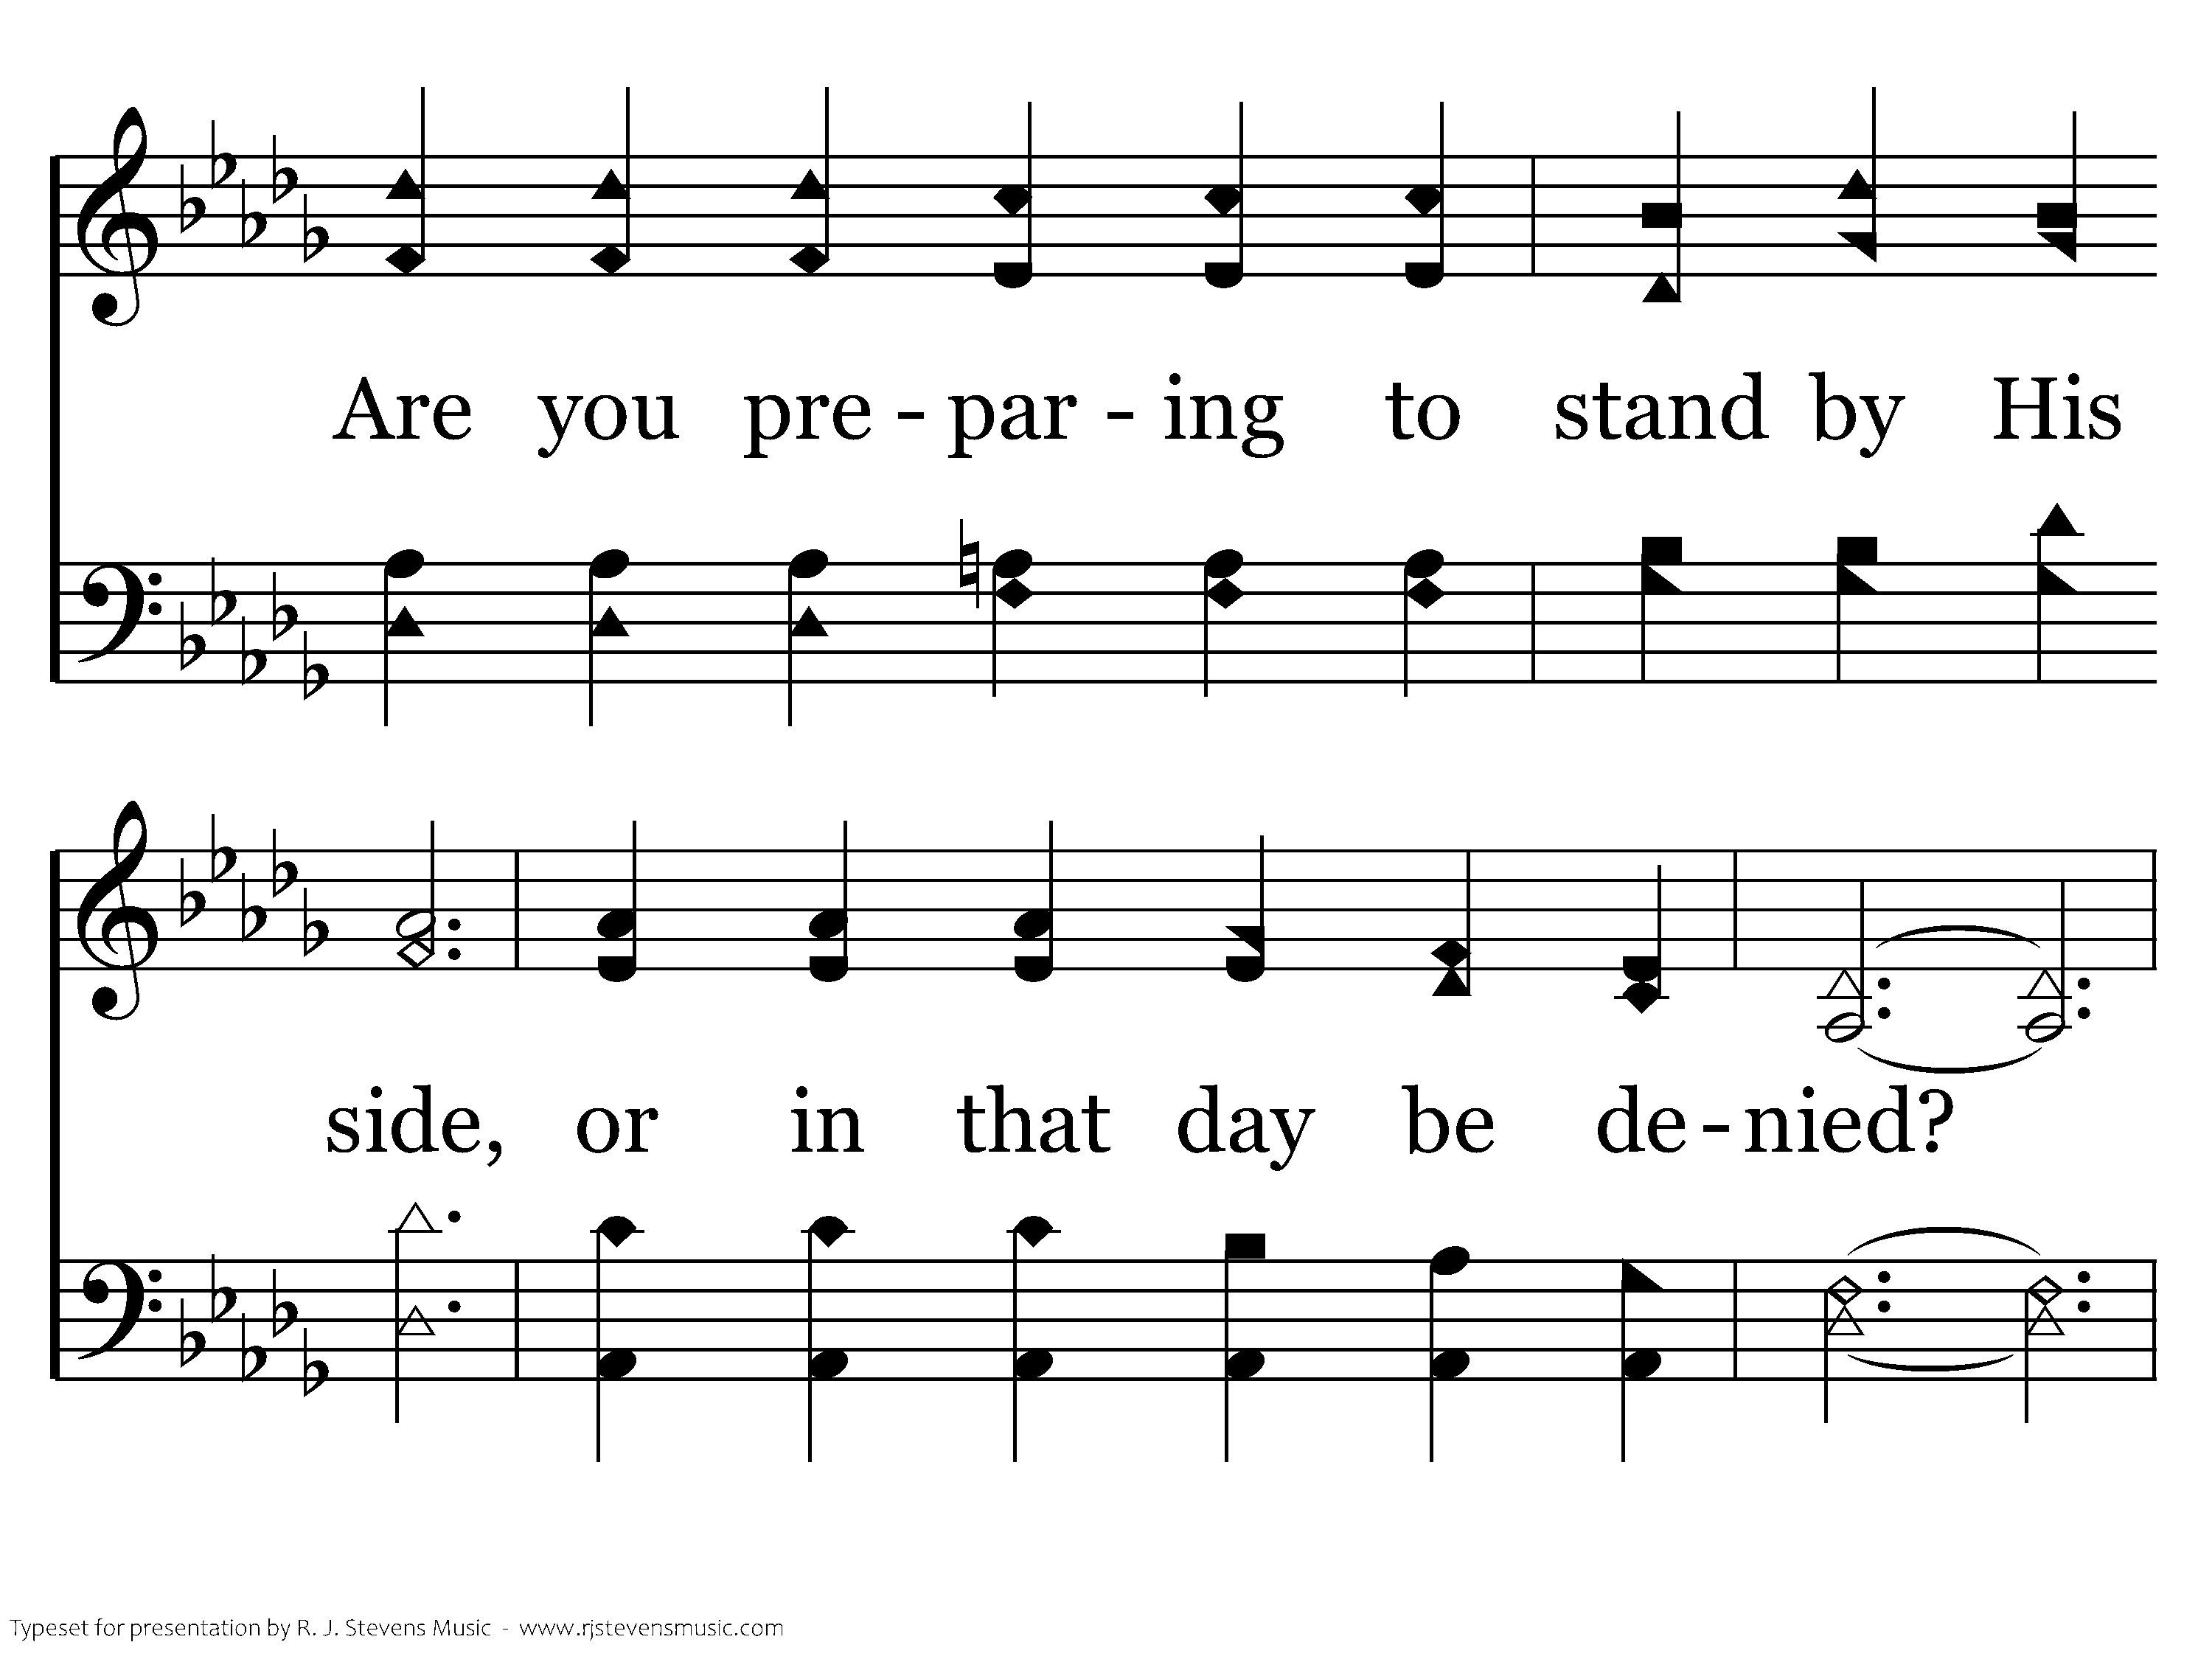 Are you pre - par - ing to stand by His
side, or in that day be de - nied?
Typeset for presentation by R. J. Stevens Music - www.rjstevensmusic.com